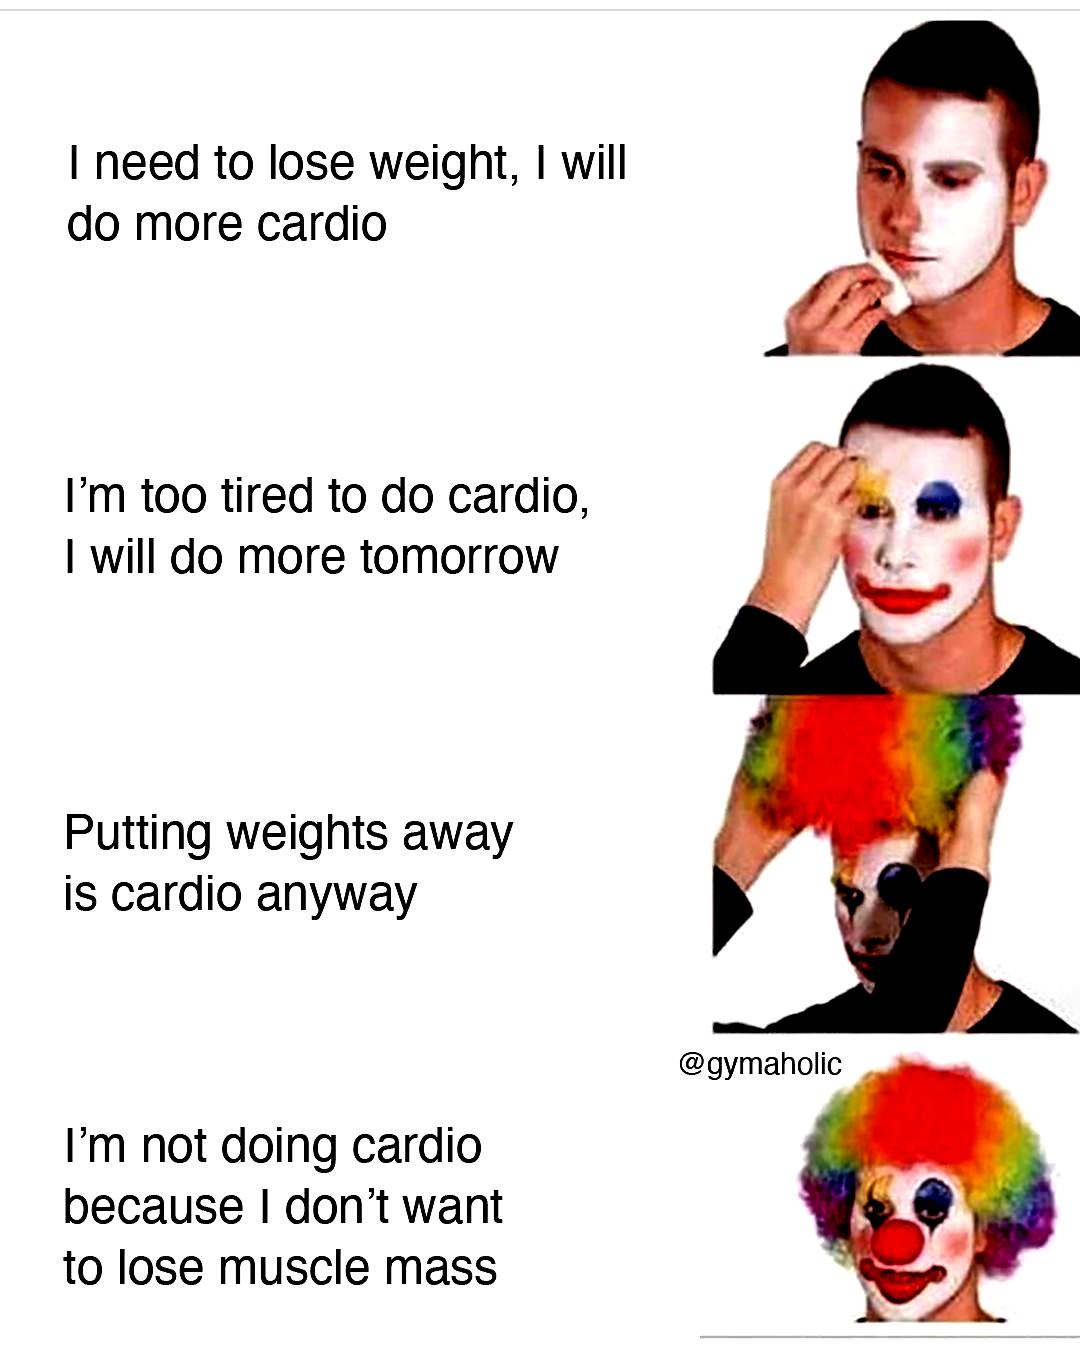 I need to lose weight, I will
do more cardio
I’m too tired to do cardio,
I will do more tomorrow
Putting weights away
is cardio anyway
@gymaholic
I’m not doing cardio
because I don’t want
to lose muscle mass